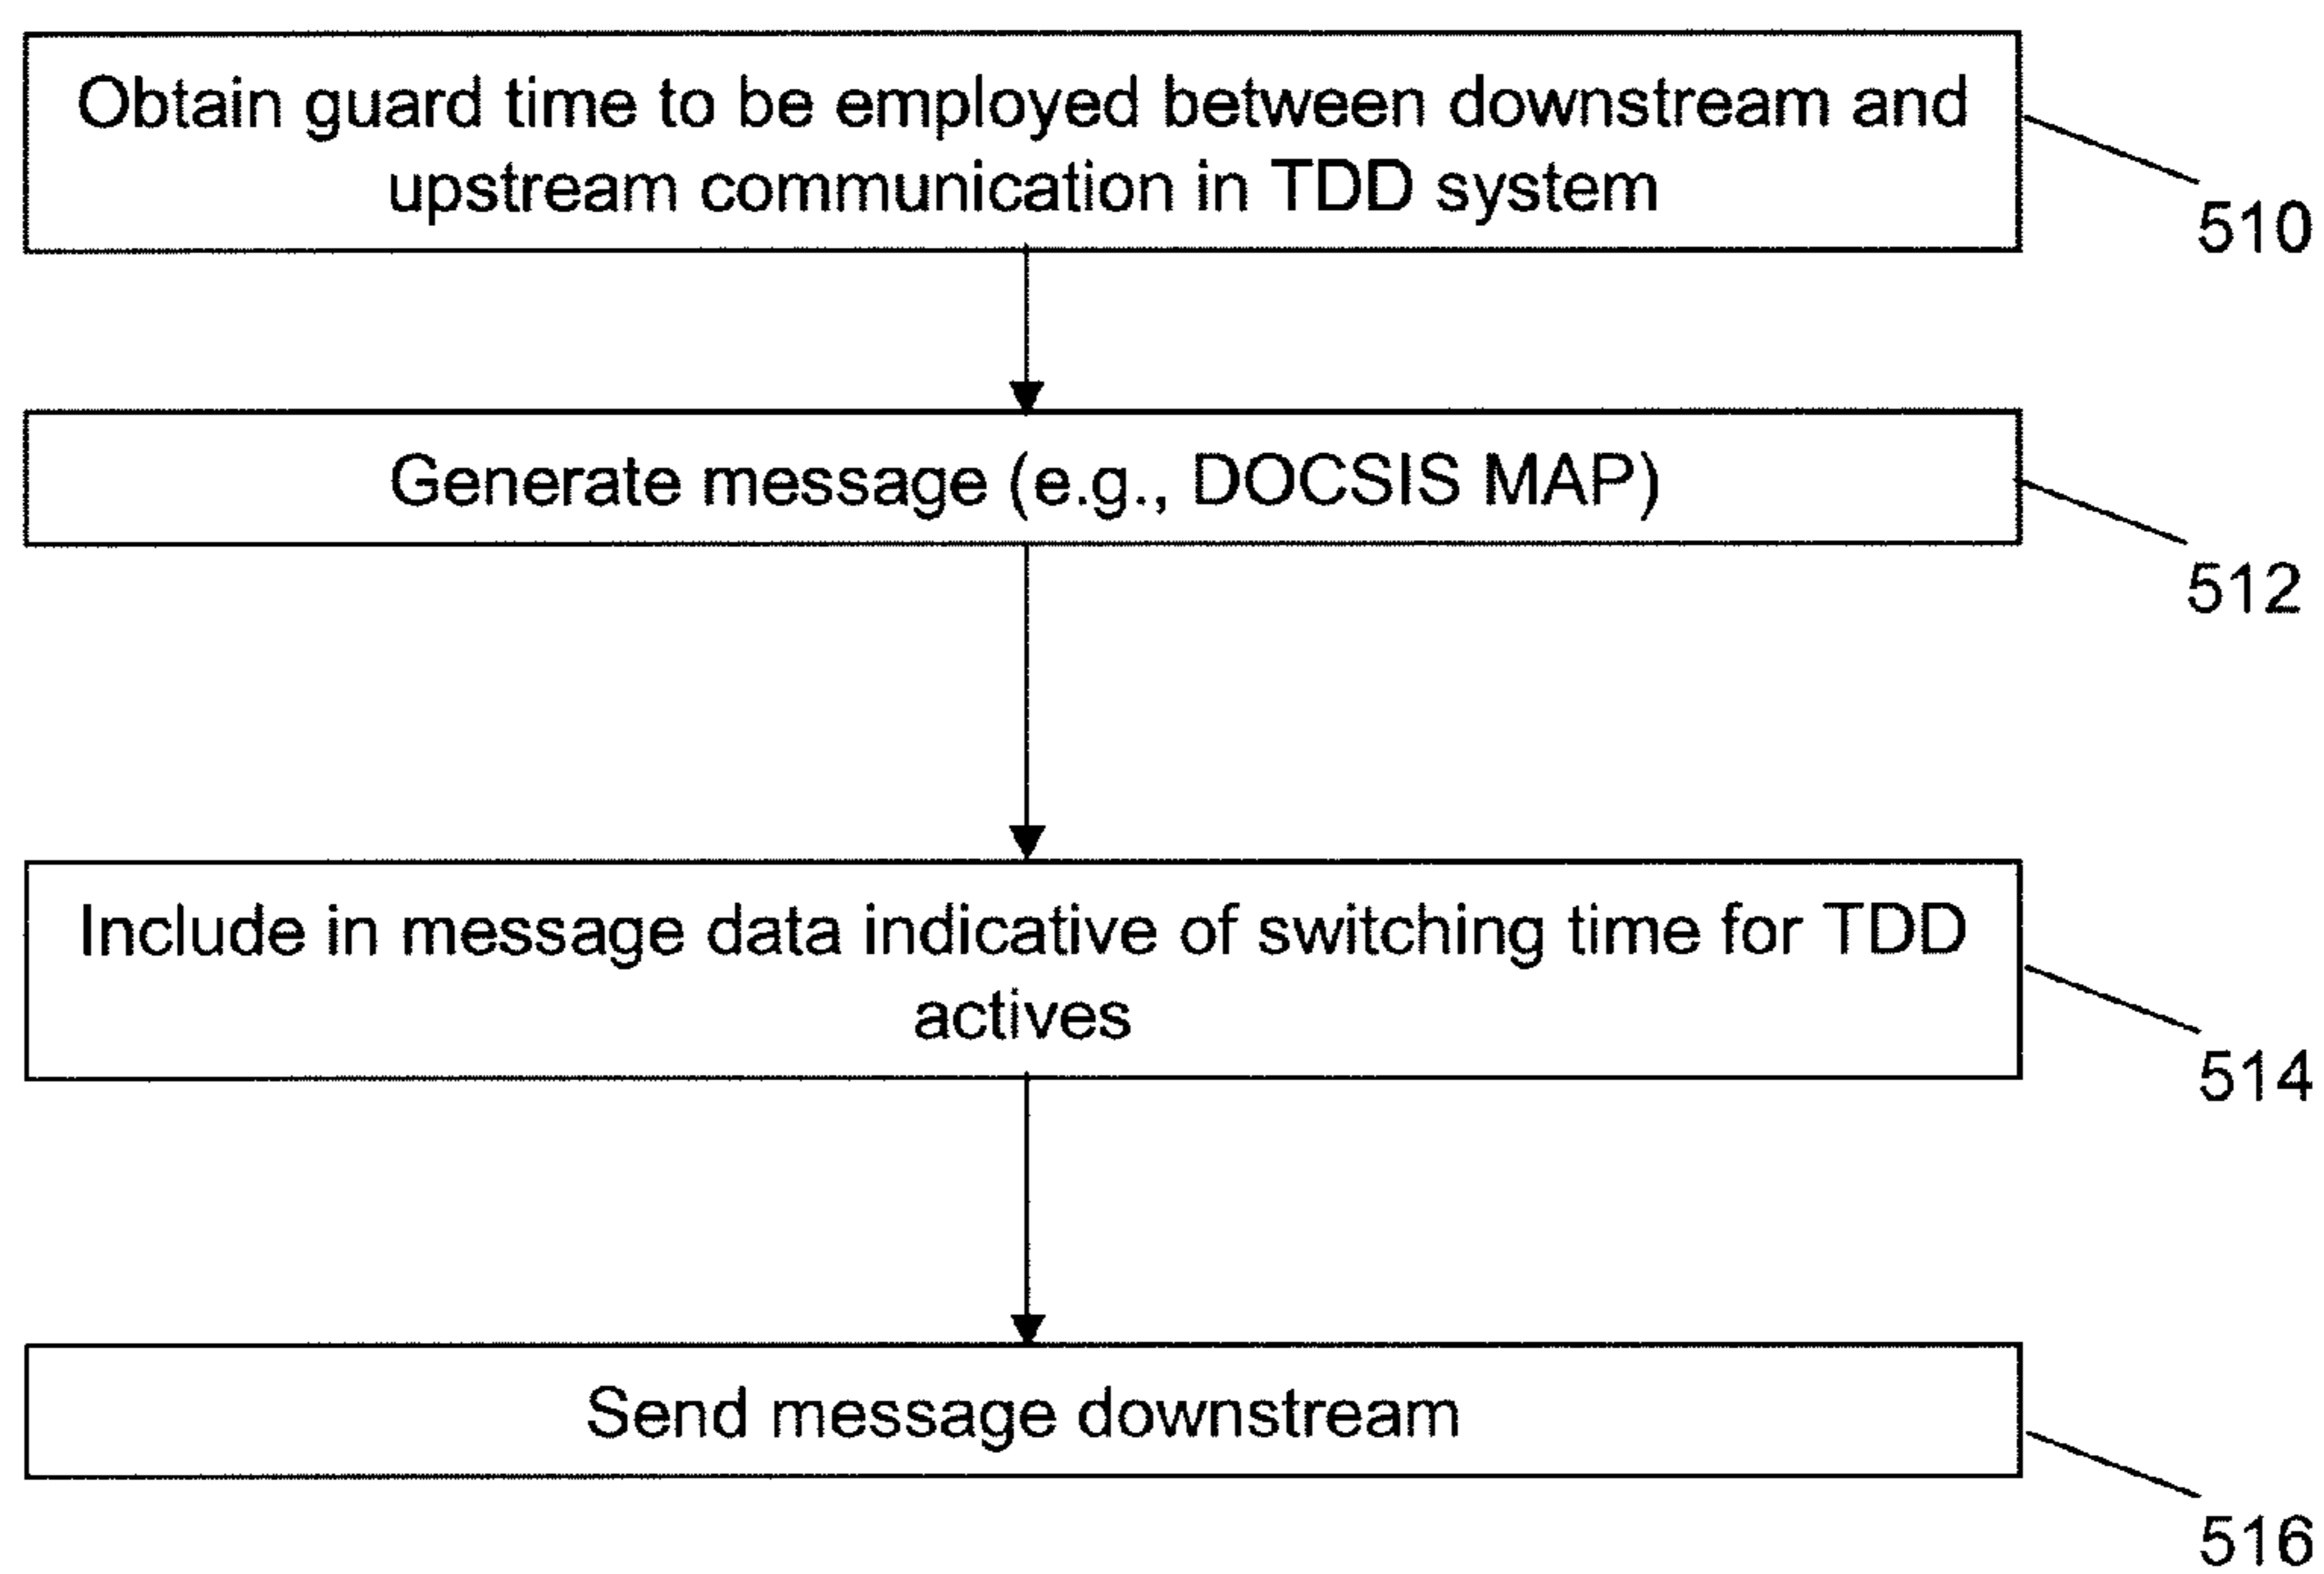 Obtain guard time to be employed between downstream and
upstream communication in TDD system
510
Generate message (e.g., DOCSIS MAP)
512
Include in message data indicative of switching time for TDD
actives
514
Send message downstream
516